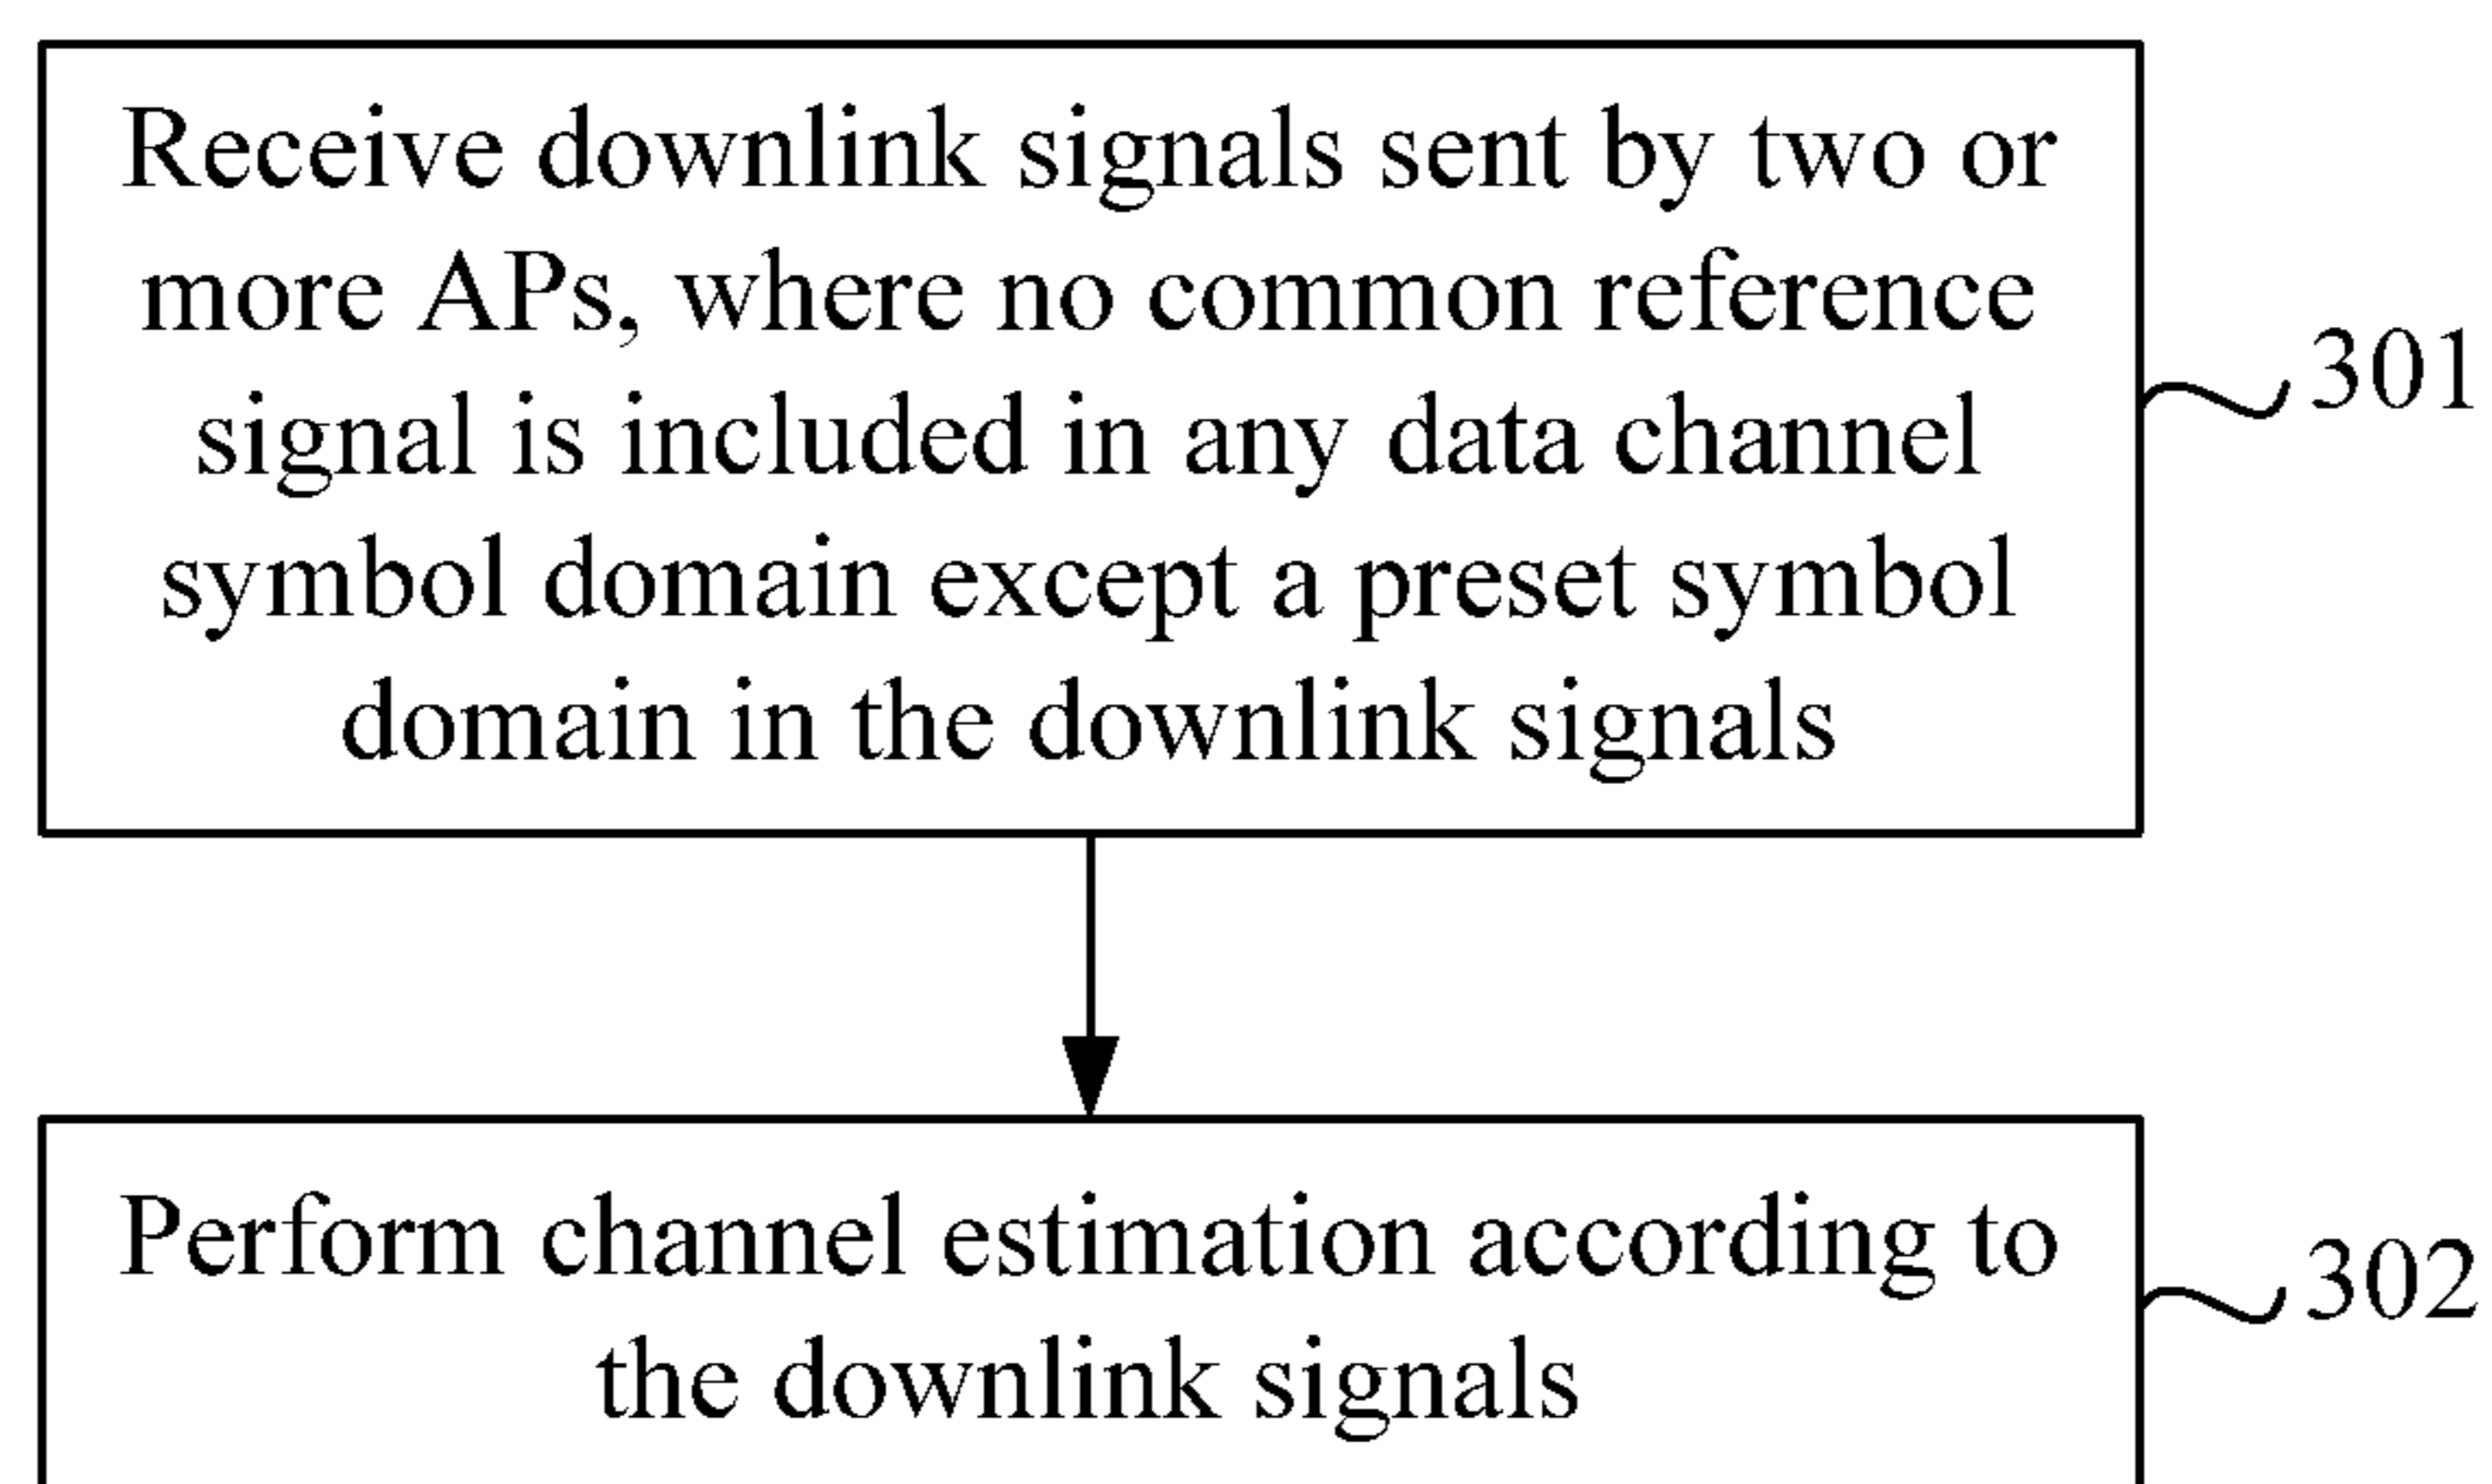 Receive downlink signals sent by two or
more APs, where no common reference
signal is included in any data channel
symbol domain except a preset symbol
domain in the downlink signals
301
Perform channel estimation according to
the downlink signals
302